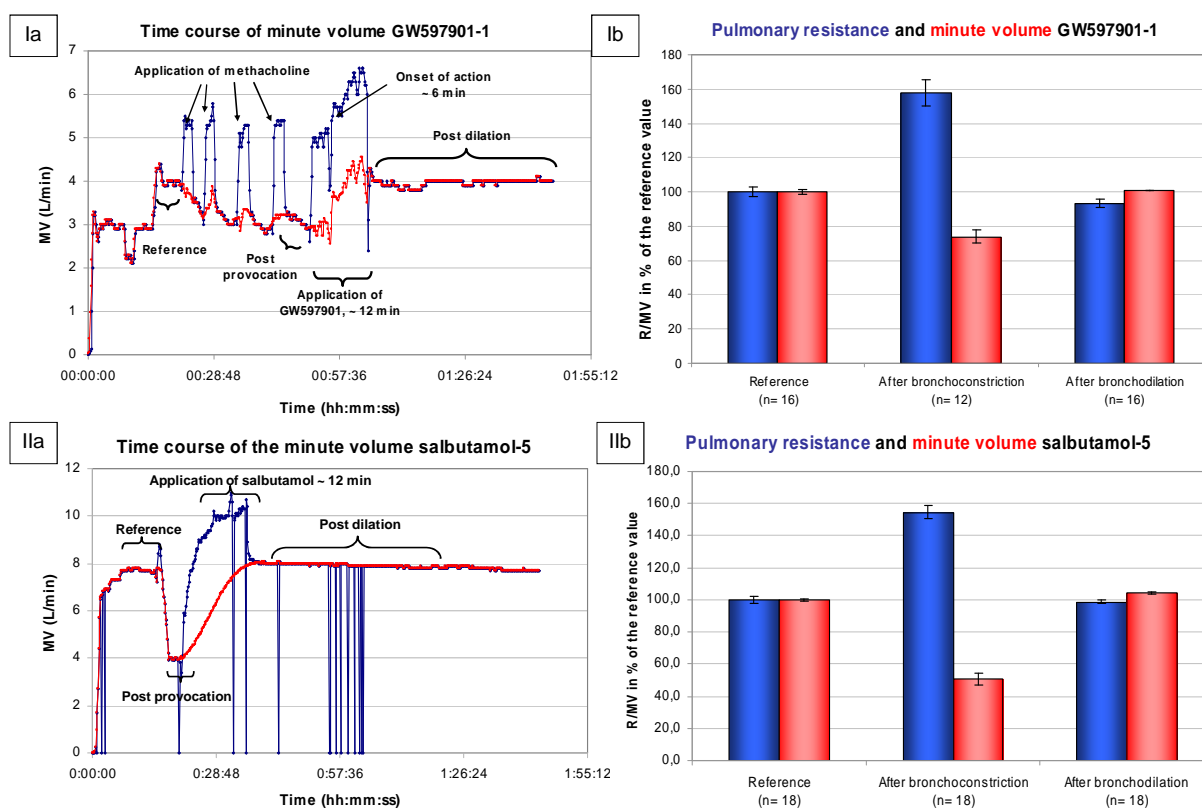 Ia
Time course of minute volume GW597901-1
7
6
5
4
3
2
1
0
MV (L/min)
Application of methacholine
Onset of action
~ 6 min
Post dilation
Reference
Post
provocation
Application of
GW597901, ~ 12 min
00:00:00 00:28:48 00:57:36 01:26:24 01:55:12
Time (hh:mm:ss)
Ib
Pulmonary resistance and minute volume GW597901-1
180
160
140
120
100
80
60
40
20
0
R/MV in % of the reference value
Reference After bronchoconstriction After bronchodilation
(n= 16) (n= 12) (n= 16)
IIa
Time course of the minute volume salbutamol-5
12
10
8
6
4
2
0
MV (L/min)
Application of salbutamol ~ 12 min
Reference
Post dilation
Post provocation
0:00:00 0:28:48 0:57:36 1:26:24 1:55:12
Time (hh:mm:ss)
IIb
Pulmonary resistance and minute volume salbutamol-5
180,0
160,0
140,0
120,0
100,0
80,0
60,0
40,0
20,0
0,0
R/MV in % of the reference value
Reference After bronchoconstriction After bronchodilation
(n= 18) (n= 18) (n= 18)